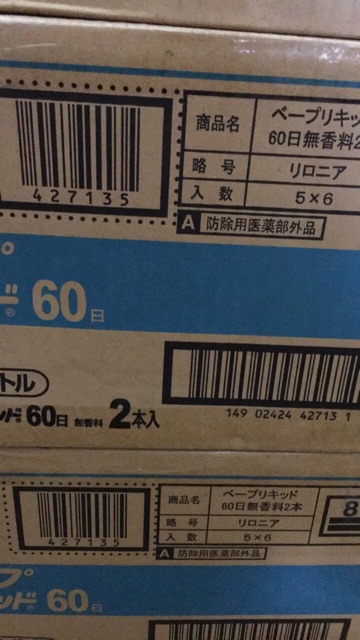 427135
商品名 ベープリキッ
60日無香料2
略号 リロニア
入数 5×6
A 防除用医薬部外品
プ
ド® 60日
トル
ッド® 60日 無香料 2本入
149 02424 42713 1
427135
商品名 ベープリキッド
60日無香料2本
略号 リロニア
入数 5×6
A 防除用医薬部外品
8
プ
ッド® 60日